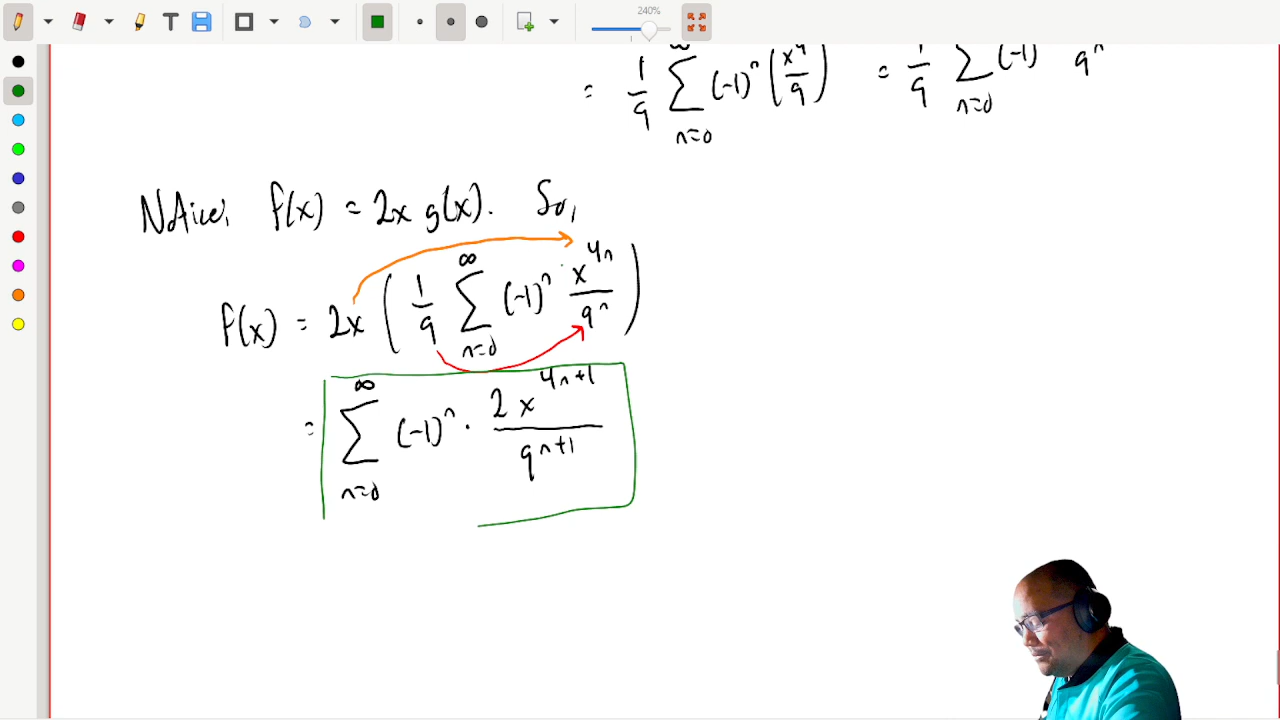 240%
= 1/9 ∑_{n=0}^{∞} (-1)^n (x^4/9) = 1/9 ∑_{n=0} (-1) 9^n
Notice: f(x) = 2x g(x). So,
f(x) = 2x ( 1/9 ∑_{n=0}^{∞} (-1)^n · x^{4n}/9^n )
= ∑_{n=0}^{∞} (-1)^n · 2x^{4n+1}/9^{n+1}